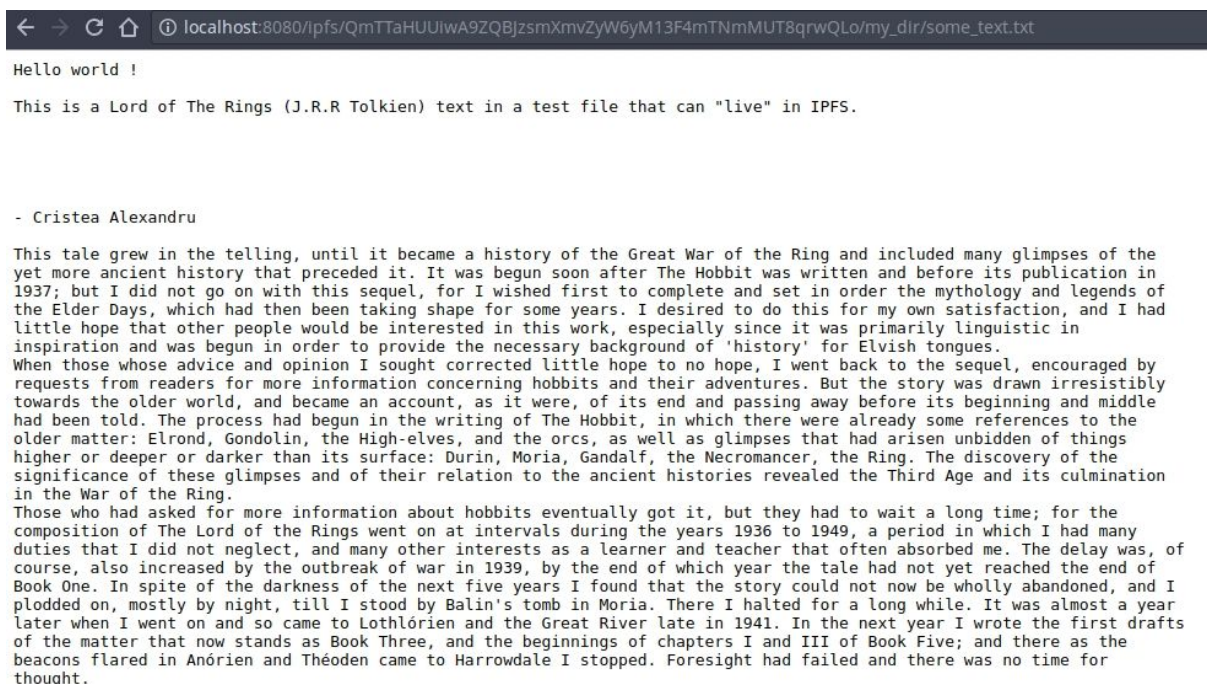 localhost:8080/ipfs/QmTTaHUUiwA9ZQBJzsmXmvZyW6yM13F4mTNmMUT8qrwQLo/my_dir/some_text.txt
Hello world !
This is a Lord of The Rings (J.R.R Tolkien) text in a test file that can "live" in IPFS.
- Cristea Alexandru
This tale grew in the telling, until it became a history of the Great War of the Ring and included many glimpses of the
yet more ancient history that preceded it. It was begun soon after The Hobbit was written and before its publication in
1937; but I did not go on with this sequel, for I wished first to complete and set in order the mythology and legends of
the Elder Days, which had then been taking shape for some years. I desired to do this for my own satisfaction, and I had
little hope that other people would be interested in this work, especially since it was primarily linguistic in
inspiration and was begun in order to provide the necessary background of 'history' for Elvish tongues.
When those whose advice and opinion I sought corrected little hope to no hope, I went back to the sequel, encouraged by
requests from readers for more information concerning hobbits and their adventures. But the story was drawn irresistibly
towards the older world, and became an account, as it were, of its end and passing away before its beginning and middle
had been told. The process had begun in the writing of The Hobbit, in which there were already some references to the
older matter: Elrond, Gondolin, the High-elves, and the orcs, as well as glimpses that had arisen unbidden of things
higher or deeper or darker than its surface: Durin, Moria, Gandalf, the Necromancer, the Ring. The discovery of the
significance of these glimpses and of their relation to the ancient histories revealed the Third Age and its culmination
in the War of the Ring.
Those who had asked for more information about hobbits eventually got it, but they had to wait a long time; for the
composition of The Lord of the Rings went on at intervals during the years 1936 to 1949, a period in which I had many
duties that I did not neglect, and many other interests as a learner and teacher that often absorbed me. The delay was, of
course, also increased by the outbreak of war in 1939, by the end of which year the tale had not yet reached the end of
Book One. In spite of the darkness of the next five years I found that the story could not now be wholly abandoned, and I
plodded on, mostly by night, till I stood by Balin's tomb in Moria. There I halted for a long while. It was almost a year
later when I went on and so came to Lothlórien and the Great River late in 1941. In the next year I wrote the first drafts
of the matter that now stands as Book Three, and the beginnings of chapters I and III of Book Five; and there as the
beacons flared in Anórien and Théoden came to Harrowdale I stopped. Foresight had failed and there was no time for
thought.